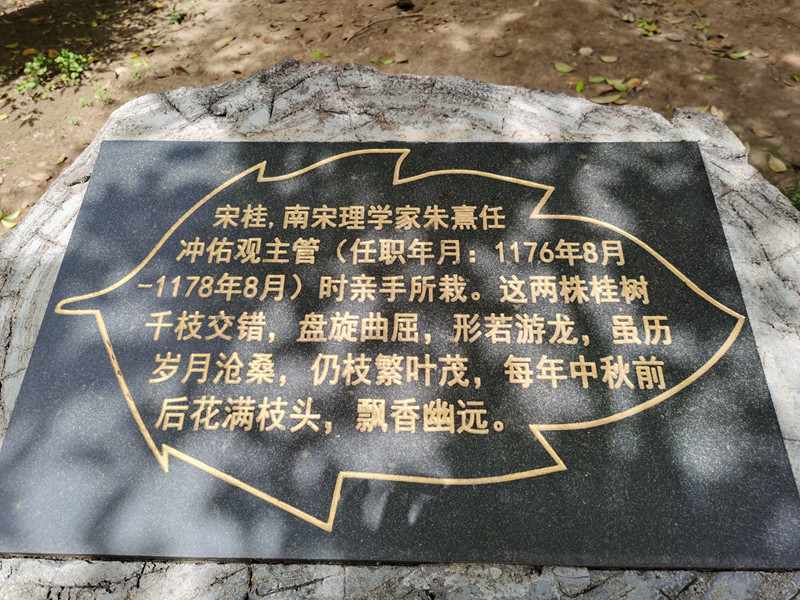 宋桂,南宋理学家朱熹任
冲佑观主管（任职年月：1176年8月
-1178年8月）时亲手所栽。这两株桂树
千枝交错，盘旋曲屈，形若游龙，虽历
岁月沧桑，仍枝繁叶茂，每年中秋前
后花满枝头，飘香幽远。